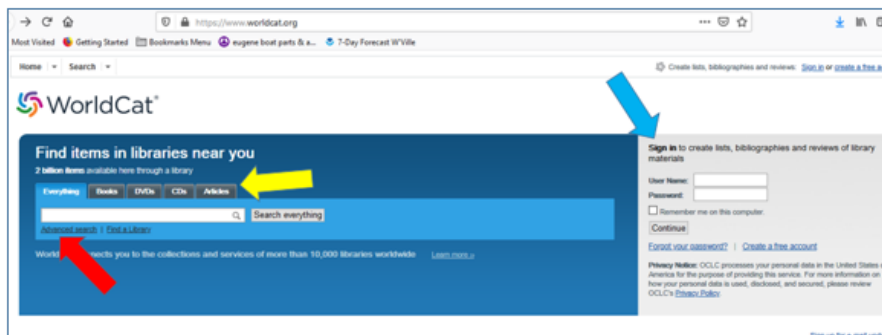 https://www.worldcat.org
Most Visited Getting Started Bookmarks Menu eugene boat parts & a... 7-Day Forecast W'Ville
Home Search Create lists, bibliographies and reviews: Sign in or create a free
WorldCat
Find items in libraries near you
2 billion items available here through a library
Everything Books DVDs CDs Articles
Search everything
Advanced search | Find a Library
connects you to the collections and services of more than 10,000 libraries worldwide Learn more »
Sign in to create lists, bibliographies and reviews of library
materials
User Name:
Password:
Remember me on this computer.
Continue
Forgot your password? | Create a free account
Privacy Notice: OCLC processes your personal data in the United States
America for the purpose of providing this service. For more information on
how your personal data is used, disclosed, and secured, please review
OCLC's Privacy Policy.